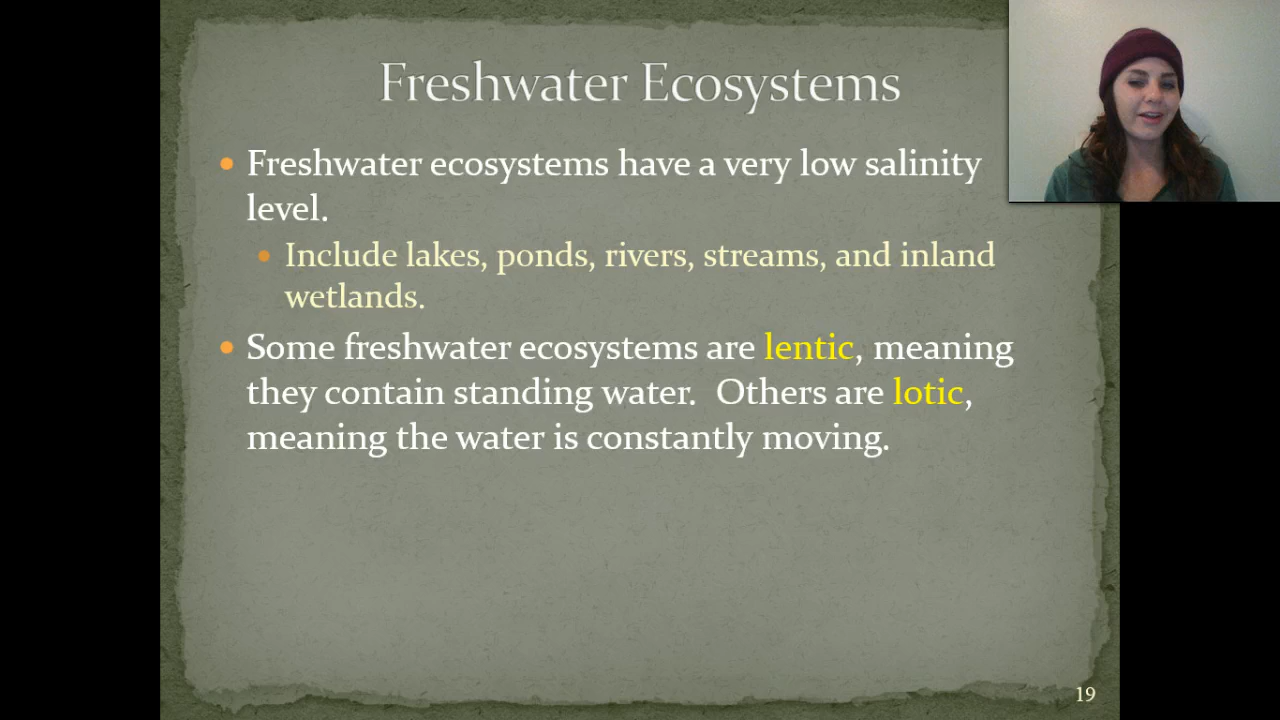 Freshwater Ecosystems
• Freshwater ecosystems have a very low salinity
level.
• Include lakes, ponds, rivers, streams, and inland
wetlands.
• Some freshwater ecosystems are lentic, meaning
they contain standing water.  Others are lotic,
meaning the water is constantly moving.
19